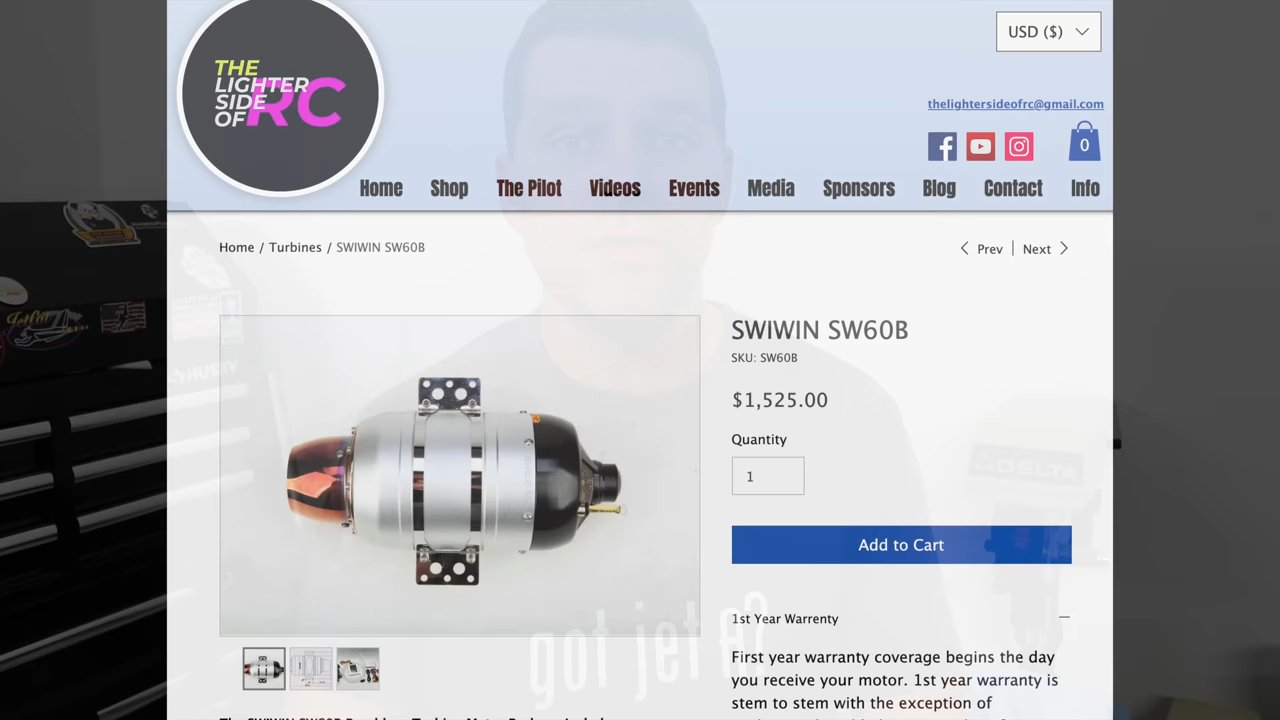 THE
LIGHTER
SIDE
OF RC
USD ($)
thelightersideofrc@gmail.com
0
Home Shop The Pilot Videos Events Media Sponsors Blog Contact Info
Home / Turbines / SWIWIN SW60B
Prev | Next
SWIWIN SW60B
SKU: SW60B
$1,525.00
Quantity
1
Add to Cart
1st Year Warrenty
First year warranty coverage begins the day
you receive your motor. 1st year warranty is
stem to stem with the exception of
HUSKY
DELTA
got jet